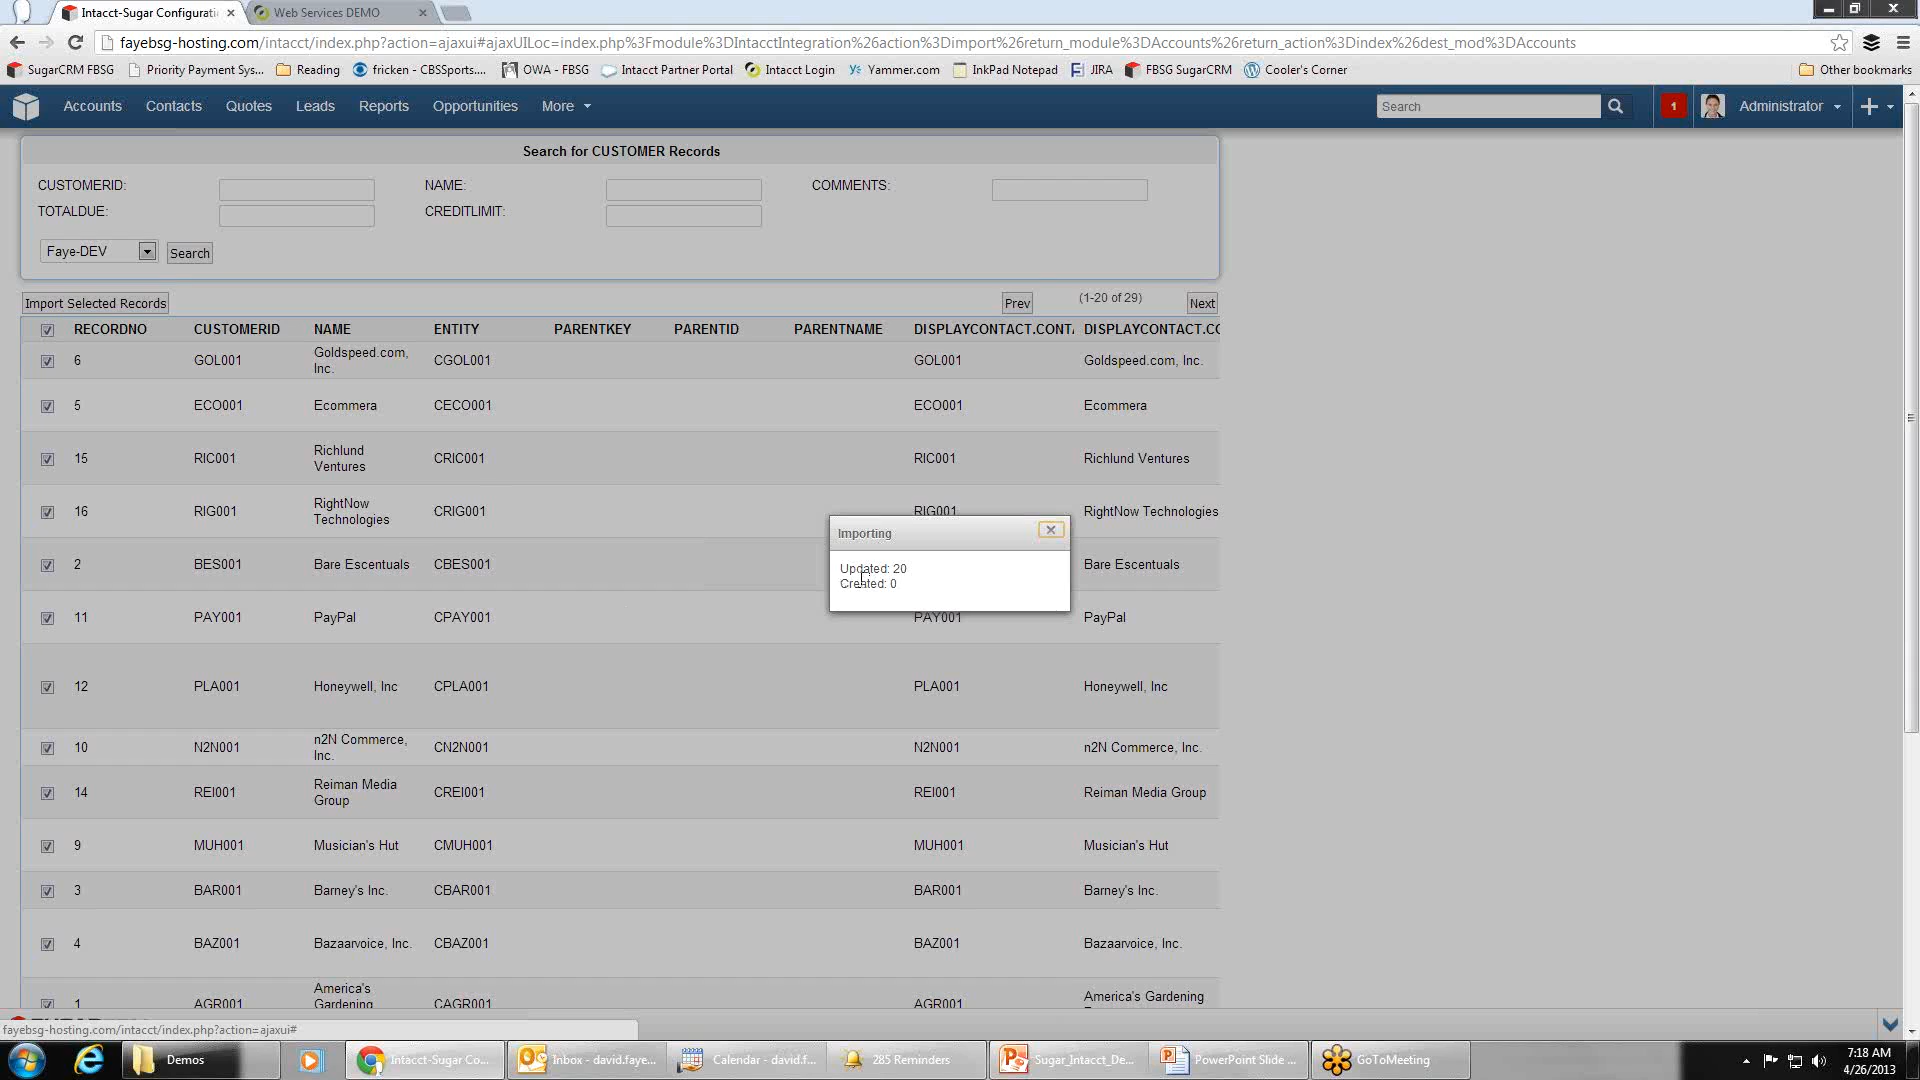 Intacct-Sugar Configurati
Web Services DEMO
fayebsg-hosting.com/intacct/index.php?action=ajaxui#ajaxUILoc=index.php%3Fmodule%3DIntacctIntegration%26action%3Dimport%26return_module%3DAccounts%26return_action%3Dindex%26dest_mod%3DAccounts
SugarCRM FBSG Priority Payment Sys... Reading fricken - CBSSports.... OWA - FBSG Intacct Partner Portal Intacct Login Yammer.com InkPad Notepad JIRA FBSG SugarCRM Cooler's Corner Other bookmarks
Accounts Contacts Quotes Leads Reports Opportunities More Search 1 Administrator
Search for CUSTOMER Records
CUSTOMERID: NAME: COMMENTS:
TOTALDUE: CREDITLIMIT:
Faye-DEV Search
Import Selected Records Prev (1-20 of 29) Next
RECORDNO CUSTOMERID NAME ENTITY PARENTKEY PARENTID PARENTNAME DISPLAYCONTACT.CONTA DISPLAYCONTACT.CO
6 GOL001 Goldspeed.com, Inc. CGOL001 GOL001 Goldspeed.com, Inc.
5 ECO001 Ecommera CECO001 ECO001 Ecommera
15 RIC001 Richlund Ventures CRIC001 RIC001 Richlund Ventures
16 RIG001 RightNow Technologies CRIG001 RIG001 RightNow Technologies
Importing
Updated: 20
Created: 0
2 BES001 Bare Escentuals CBES001 Bare Escentuals
11 PAY001 PayPal CPAY001 PAY001 PayPal
12 PLA001 Honeywell, Inc CPLA001 PLA001 Honeywell, Inc
10 N2N001 n2N Commerce, Inc. CN2N001 N2N001 n2N Commerce, Inc.
14 REI001 Reiman Media Group CREI001 REI001 Reiman Media Group
9 MUH001 Musician's Hut CMUH001 MUH001 Musician's Hut
3 BAR001 Barney's Inc. CBAR001 BAR001 Barney's Inc.
4 BAZ001 Bazaarvoice, Inc. CBAZ001 BAZ001 Bazaarvoice, Inc.
1 AGR001 America's Gardening CAGR001 AGR001 America's Gardening
fayebsg-hosting.com/intacct/index.php?action=ajaxui#
Demos Intacct-Sugar Co... Inbox - david.faye... Calendar - david.f... 285 Reminders Sugar_Intacct_De... PowerPoint Slide ... GoToMeeting 7:18 AM
4/26/2013